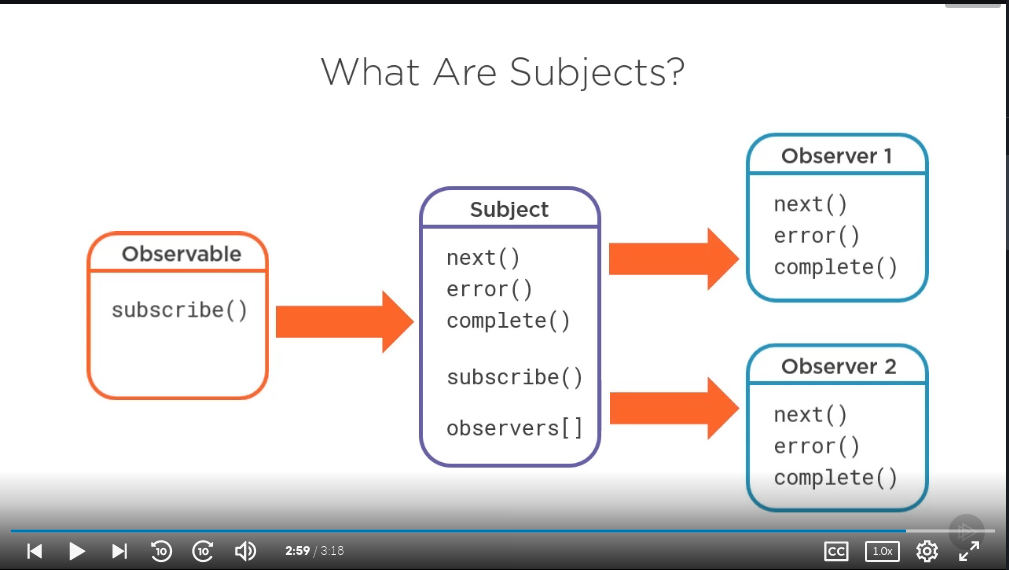 What Are Subjects?
Observable
subscribe()
Subject
next()
error()
complete()
subscribe()
observers[]
Observer 1
next()
error()
complete()
Observer 2
next()
error()
complete()
10
10
2:59 / 3:18
CC
1.0x